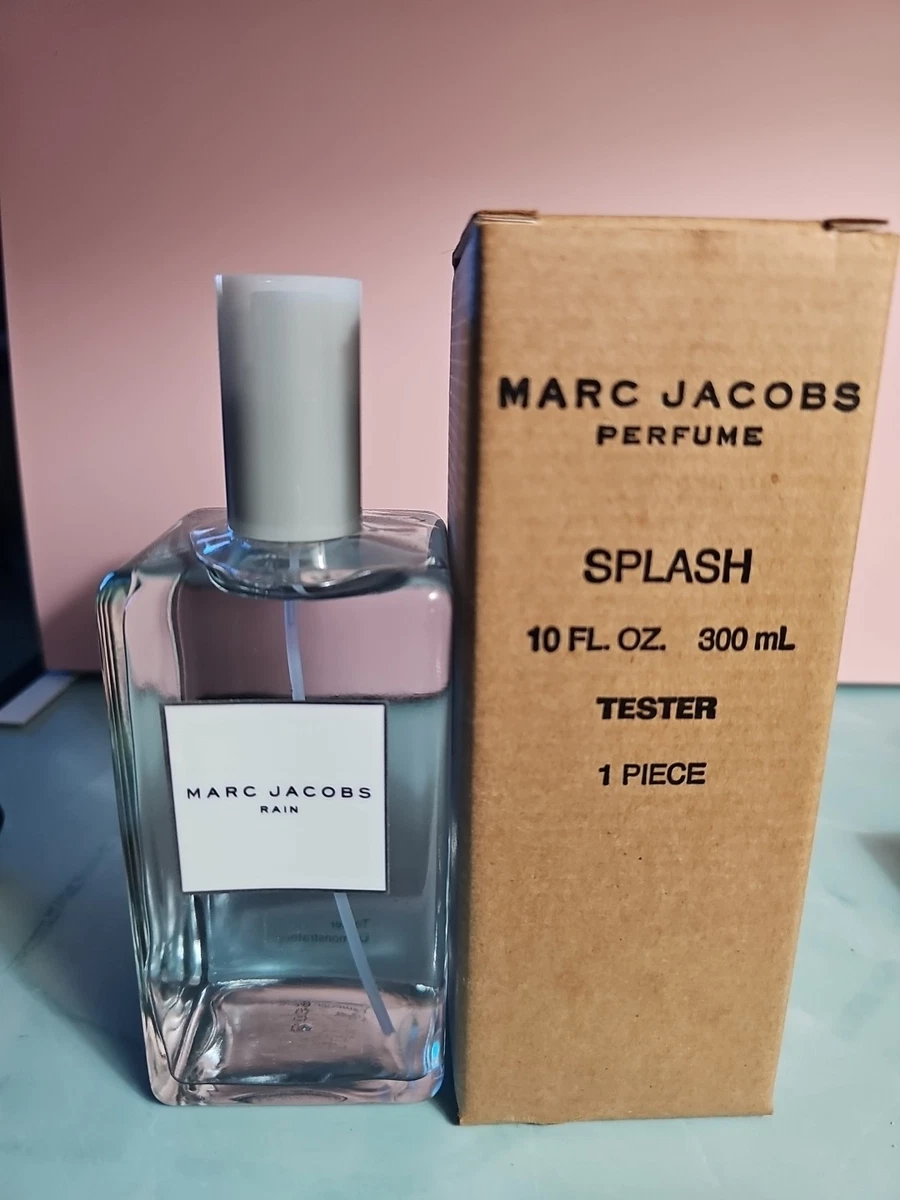 MARC JACOBS
RAIN
MARC JACOBS
PERFUME
SPLASH
10 FL. OZ. 300 mL
TESTER
1 PIECE